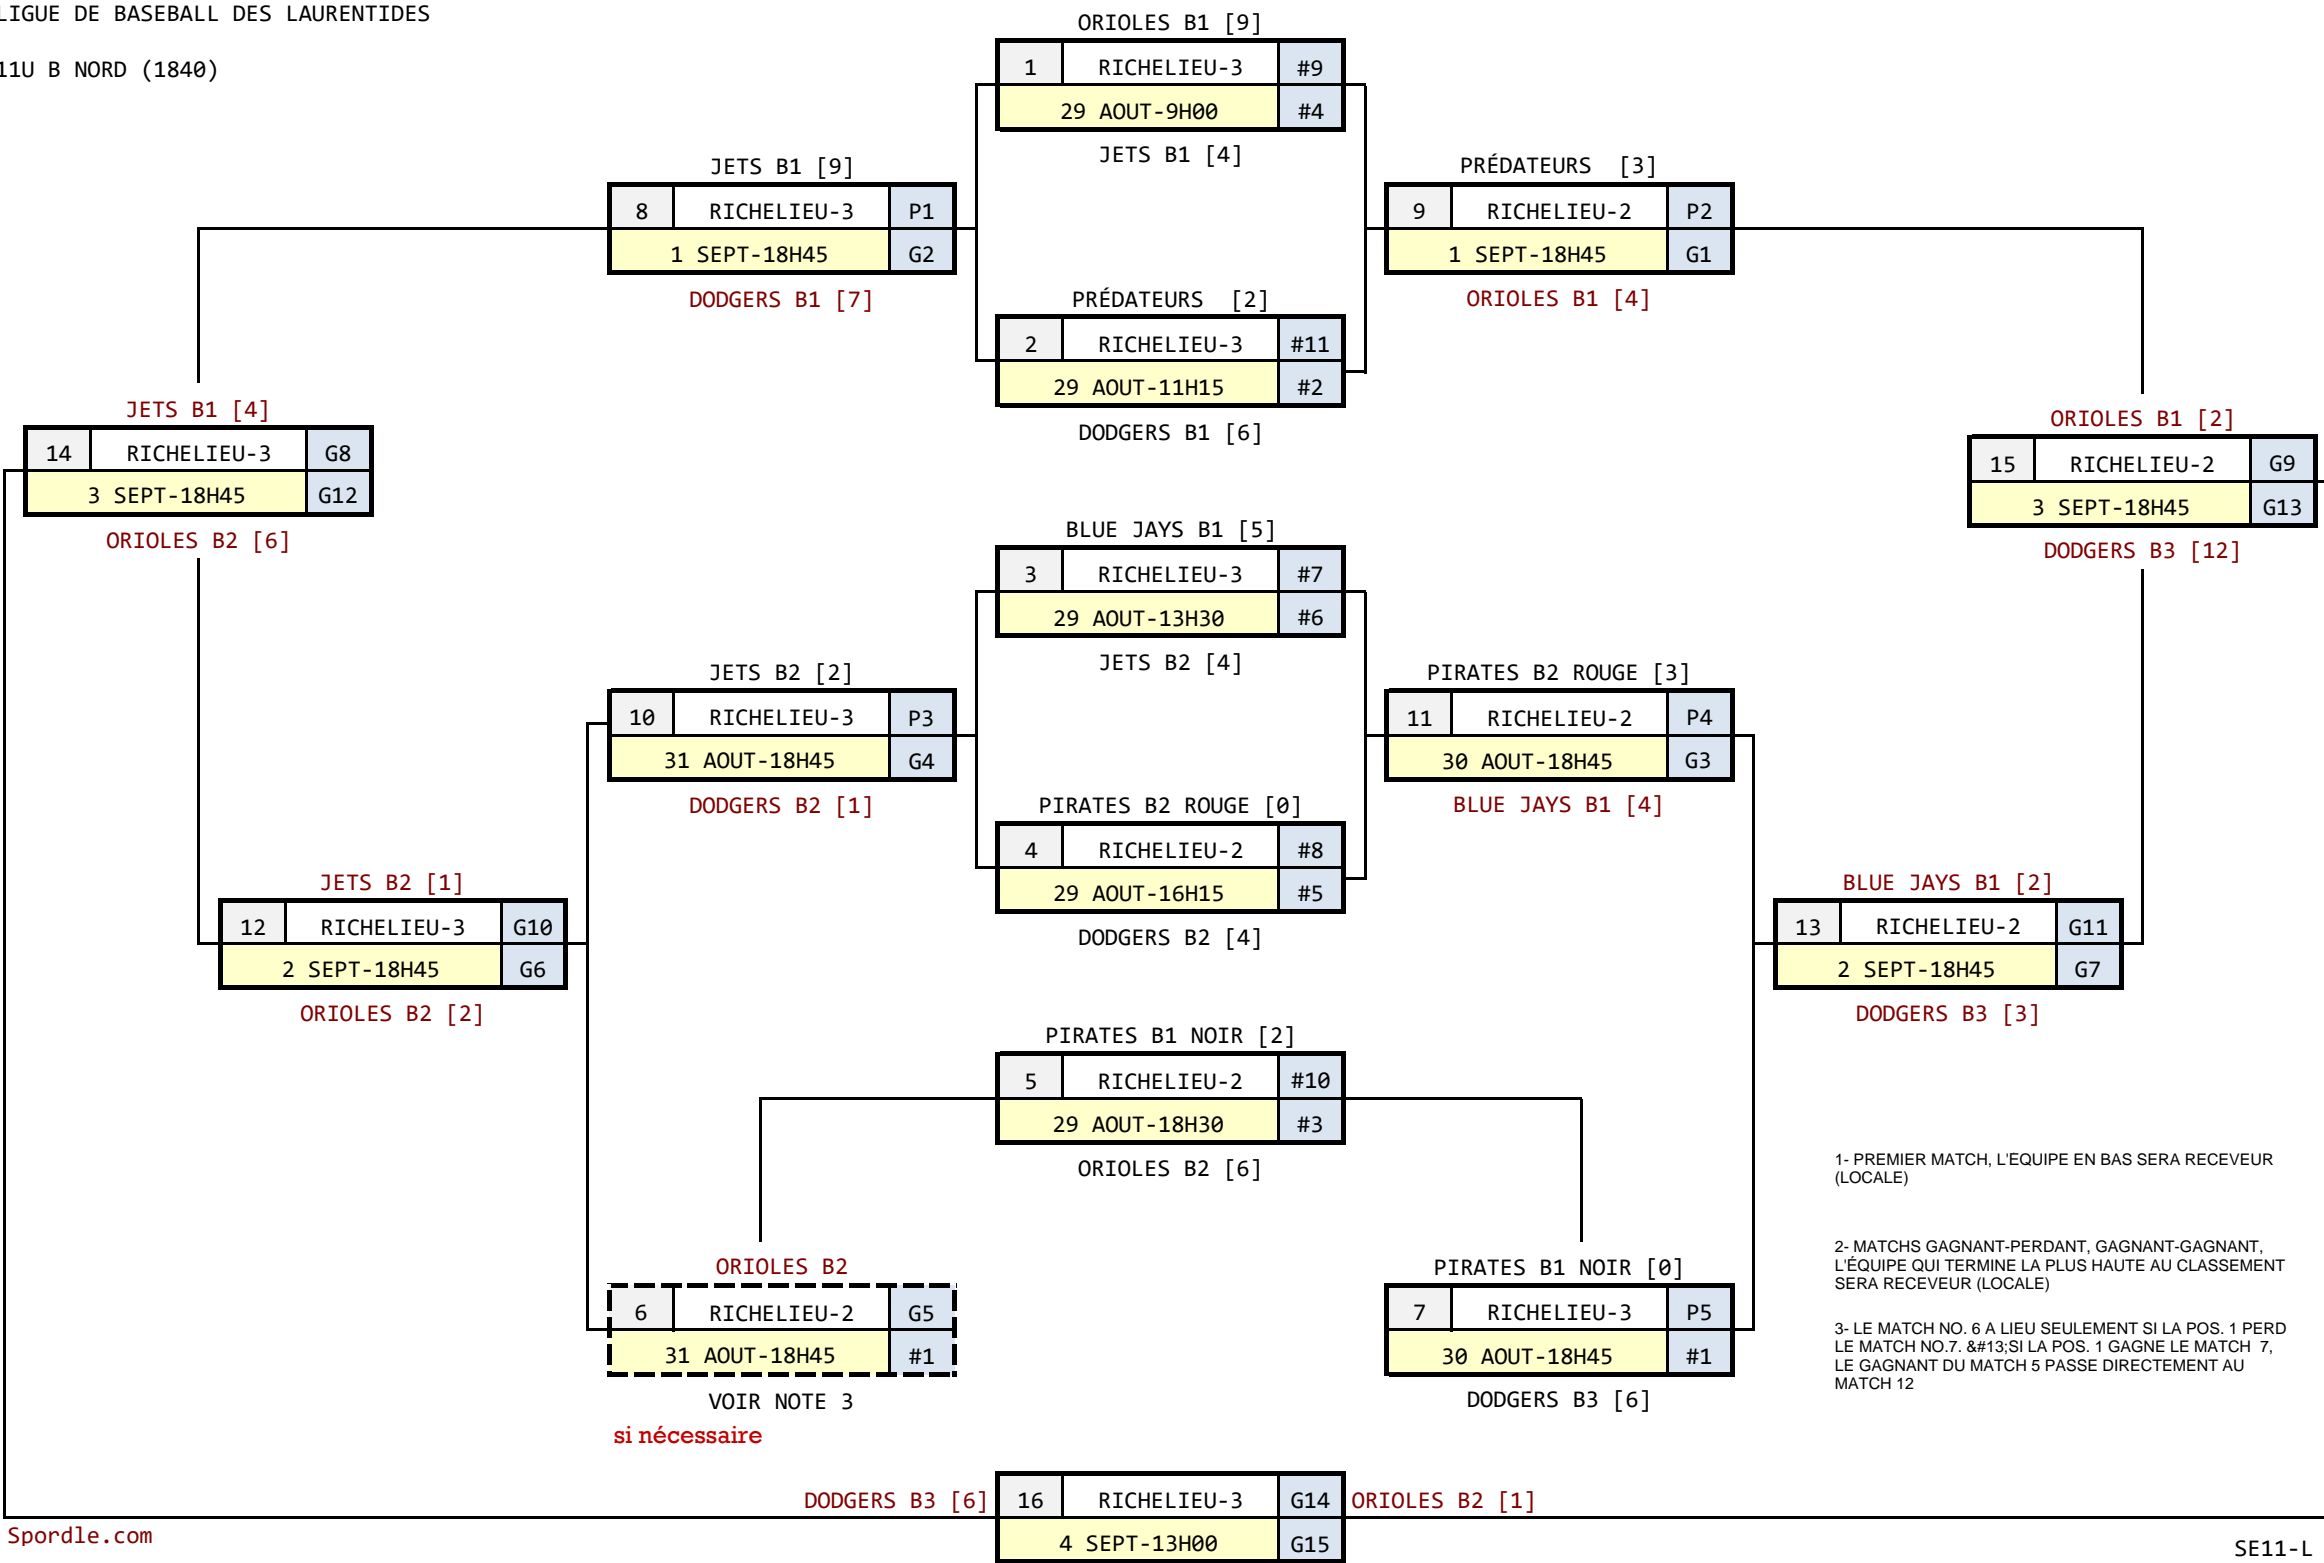 LIGUE DE BASEBALL DES LAURENTIDES
11U B NORD (1840)
ORIOLES B1 [9]
1 RICHELIEU-3 #9
29 AOUT-9H00 #4
JETS B1 [4]
JETS B1 [9]
8 RICHELIEU-3 P1
1 SEPT-18H45 G2
DODGERS B1 [7]
PRÉDATEURS [3]
9 RICHELIEU-2 P2
1 SEPT-18H45 G1
ORIOLES B1 [4]
PRÉDATEURS [2]
2 RICHELIEU-3 #11
29 AOUT-11H15 #2
DODGERS B1 [6]
JETS B1 [4]
14 RICHELIEU-3 G8
3 SEPT-18H45 G12
ORIOLES B2 [6]
ORIOLES B1 [2]
15 RICHELIEU-2 G9
3 SEPT-18H45 G13
DODGERS B3 [12]
BLUE JAYS B1 [5]
3 RICHELIEU-3 #7
29 AOUT-13H30 #6
JETS B2 [4]
JETS B2 [2]
10 RICHELIEU-3 P3
31 AOUT-18H45 G4
DODGERS B2 [1]
PIRATES B2 ROUGE [3]
11 RICHELIEU-2 P4
30 AOUT-18H45 G3
BLUE JAYS B1 [4]
PIRATES B2 ROUGE [0]
4 RICHELIEU-2 #8
29 AOUT-16H15 #5
DODGERS B2 [4]
JETS B2 [1]
12 RICHELIEU-3 G10
2 SEPT-18H45 G6
ORIOLES B2 [2]
BLUE JAYS B1 [2]
13 RICHELIEU-2 G11
2 SEPT-18H45 G7
DODGERS B3 [3]
PIRATES B1 NOIR [2]
5 RICHELIEU-2 #10
29 AOUT-18H30 #3
ORIOLES B2 [6]
ORIOLES B2
6 RICHELIEU-2 G5
31 AOUT-18H45 #1
VOIR NOTE 3
si nécessaire
PIRATES B1 NOIR [0]
7 RICHELIEU-3 P5
30 AOUT-18H45 #1
DODGERS B3 [6]
1- PREMIER MATCH, L'EQUIPE EN BAS SERA RECEVEUR
(LOCALE)
2- MATCHS GAGNANT-PERDANT, GAGNANT-GAGNANT,
L'ÉQUIPE QUI TERMINE LA PLUS HAUTE AU CLASSEMENT
SERA RECEVEUR (LOCALE)
3- LE MATCH NO. 6 A LIEU SEULEMENT SI LA POS. 1 PERD
LE MATCH NO.7. &#13;SI LA POS. 1 GAGNE LE MATCH 7,
LE GAGNANT DU MATCH 5 PASSE DIRECTEMENT AU
MATCH 12
DODGERS B3 [6] 16 RICHELIEU-3 G14 ORIOLES B2 [1]
4 SEPT-13H00 G15
Spordle.com
SE11-L